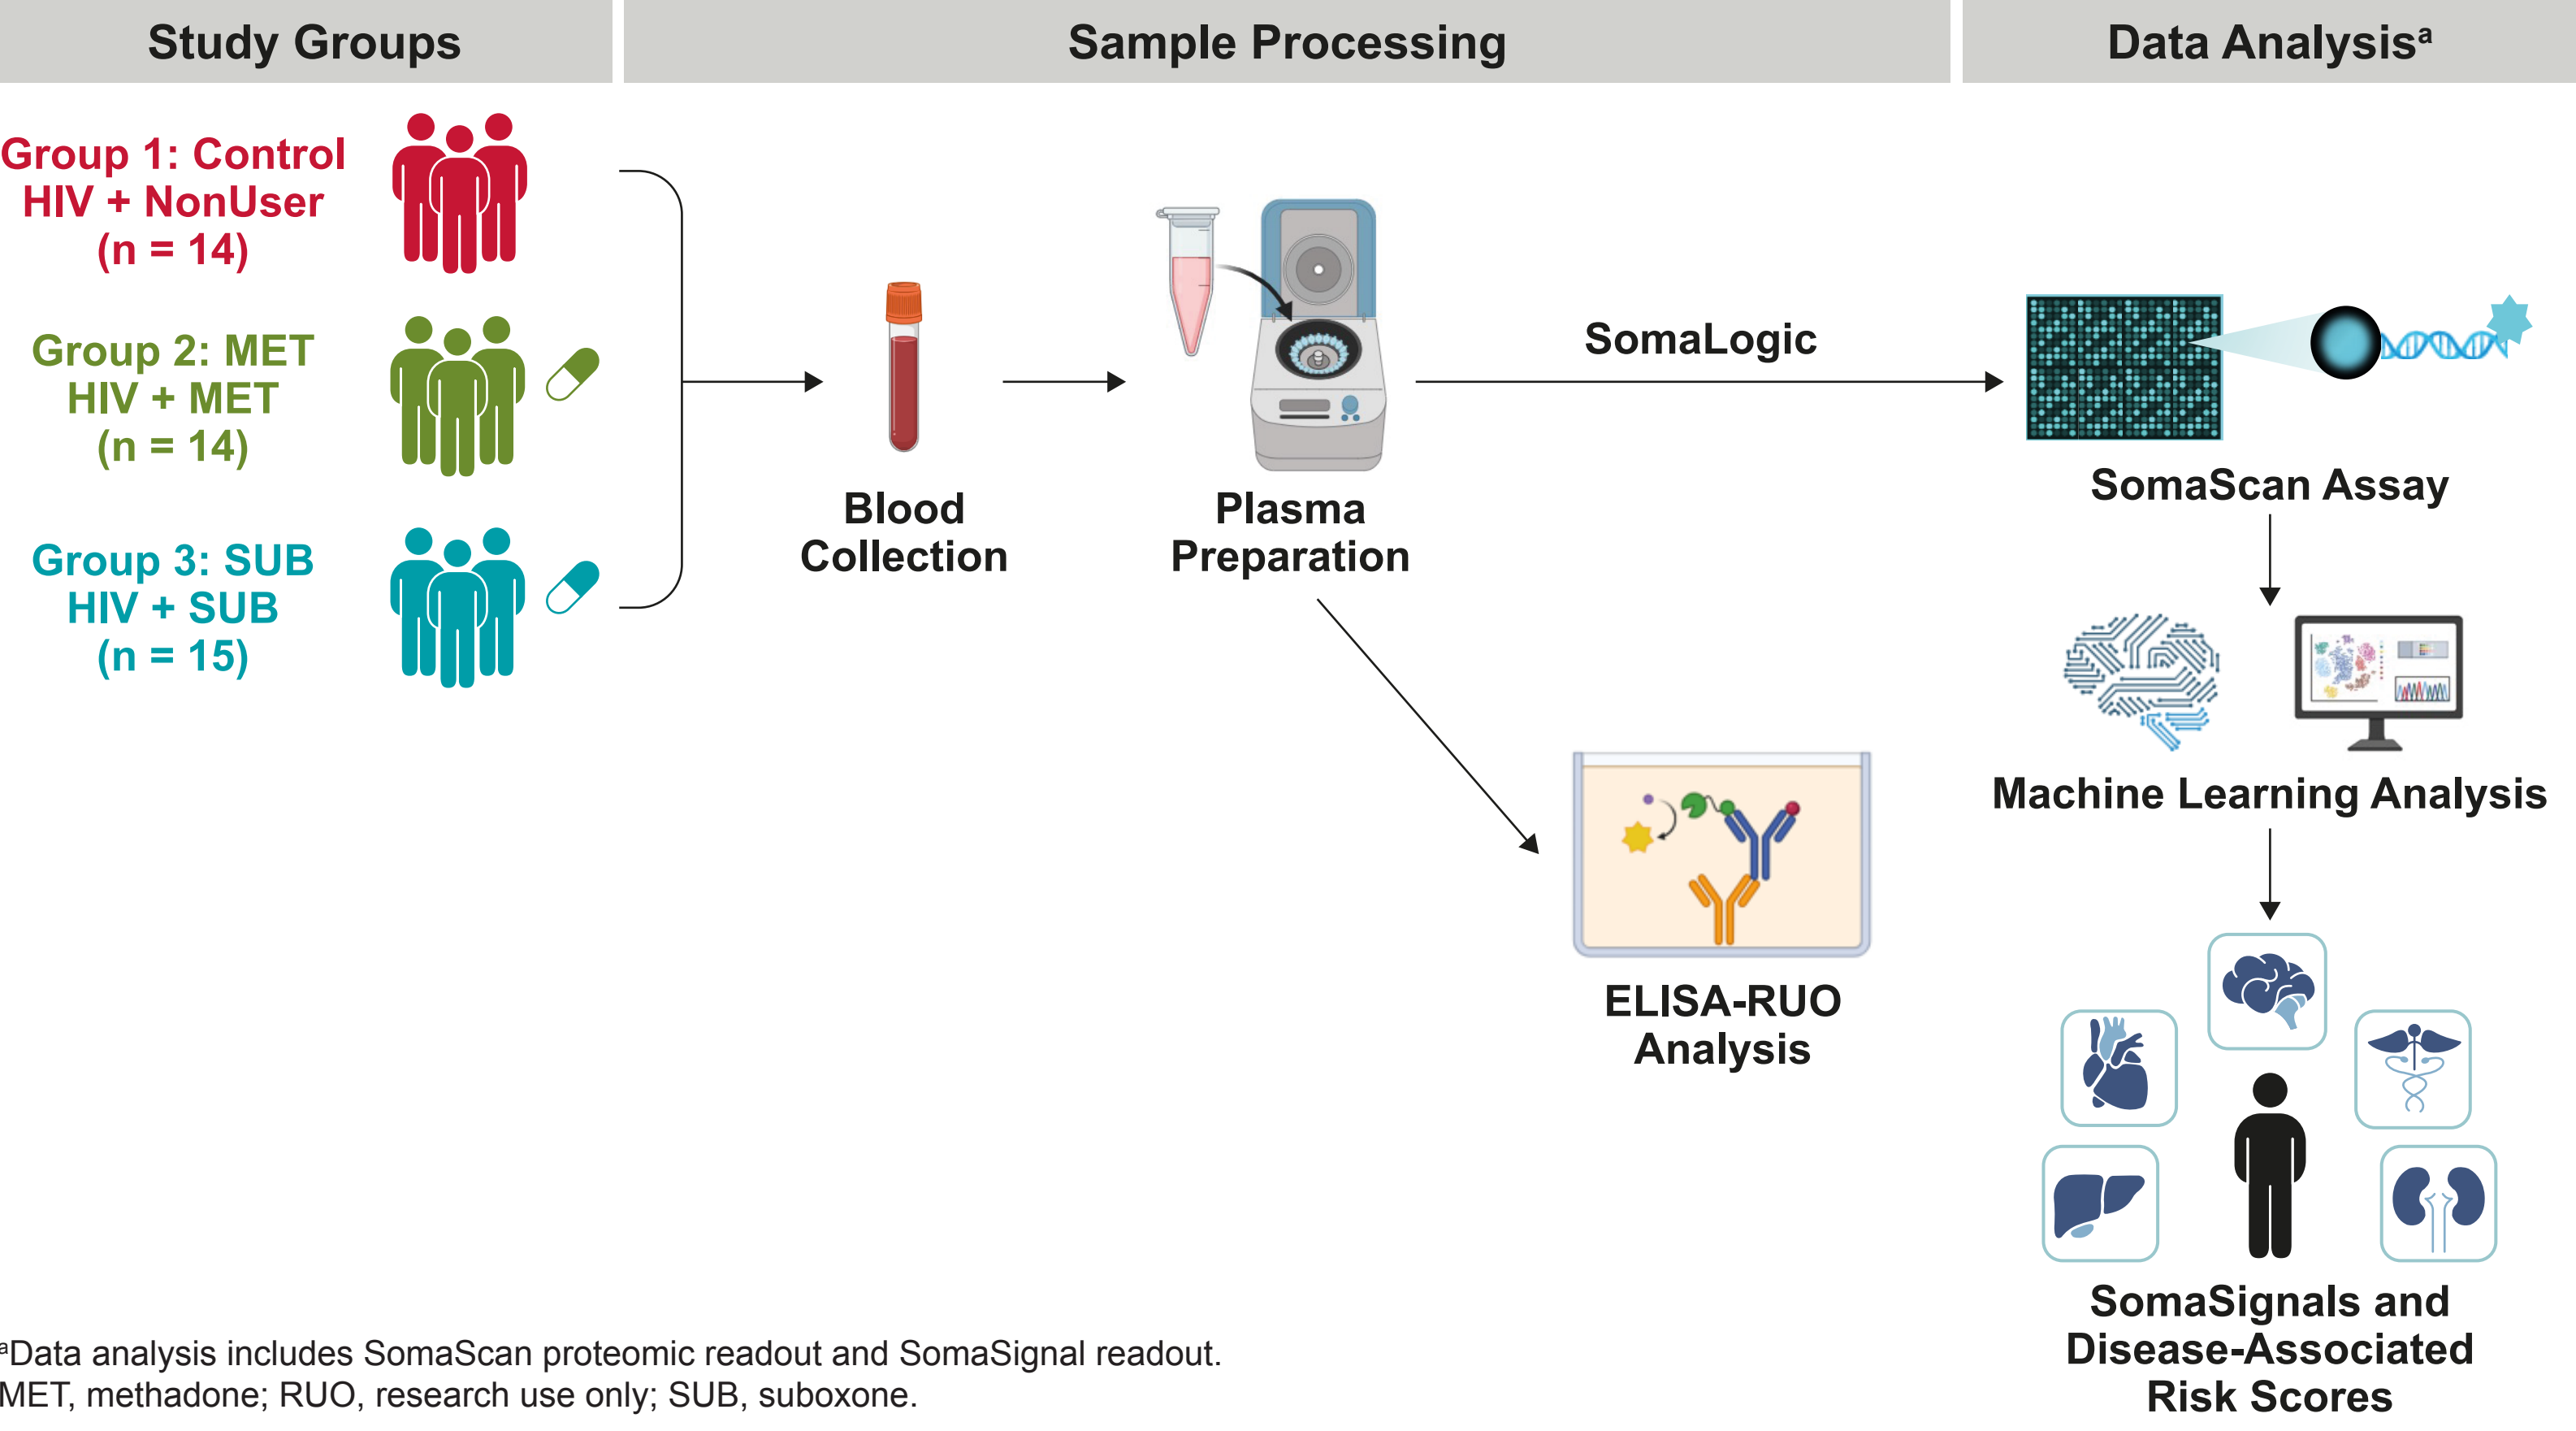 Study Groups
Sample Processing
Data Analysisᵃ
Group 1: Control
HIV + NonUser
(n = 14)
Group 2: MET
HIV + MET
(n = 14)
Group 3: SUB
HIV + SUB
(n = 15)
Blood
Collection
Plasma
Preparation
SomaLogic
ELISA-RUO
Analysis
SomaScan Assay
Machine Learning Analysis
SomaSignals and
Disease-Associated
Risk Scores
ᵃData analysis includes SomaScan proteomic readout and SomaSignal readout.
MET, methadone; RUO, research use only; SUB, suboxone.